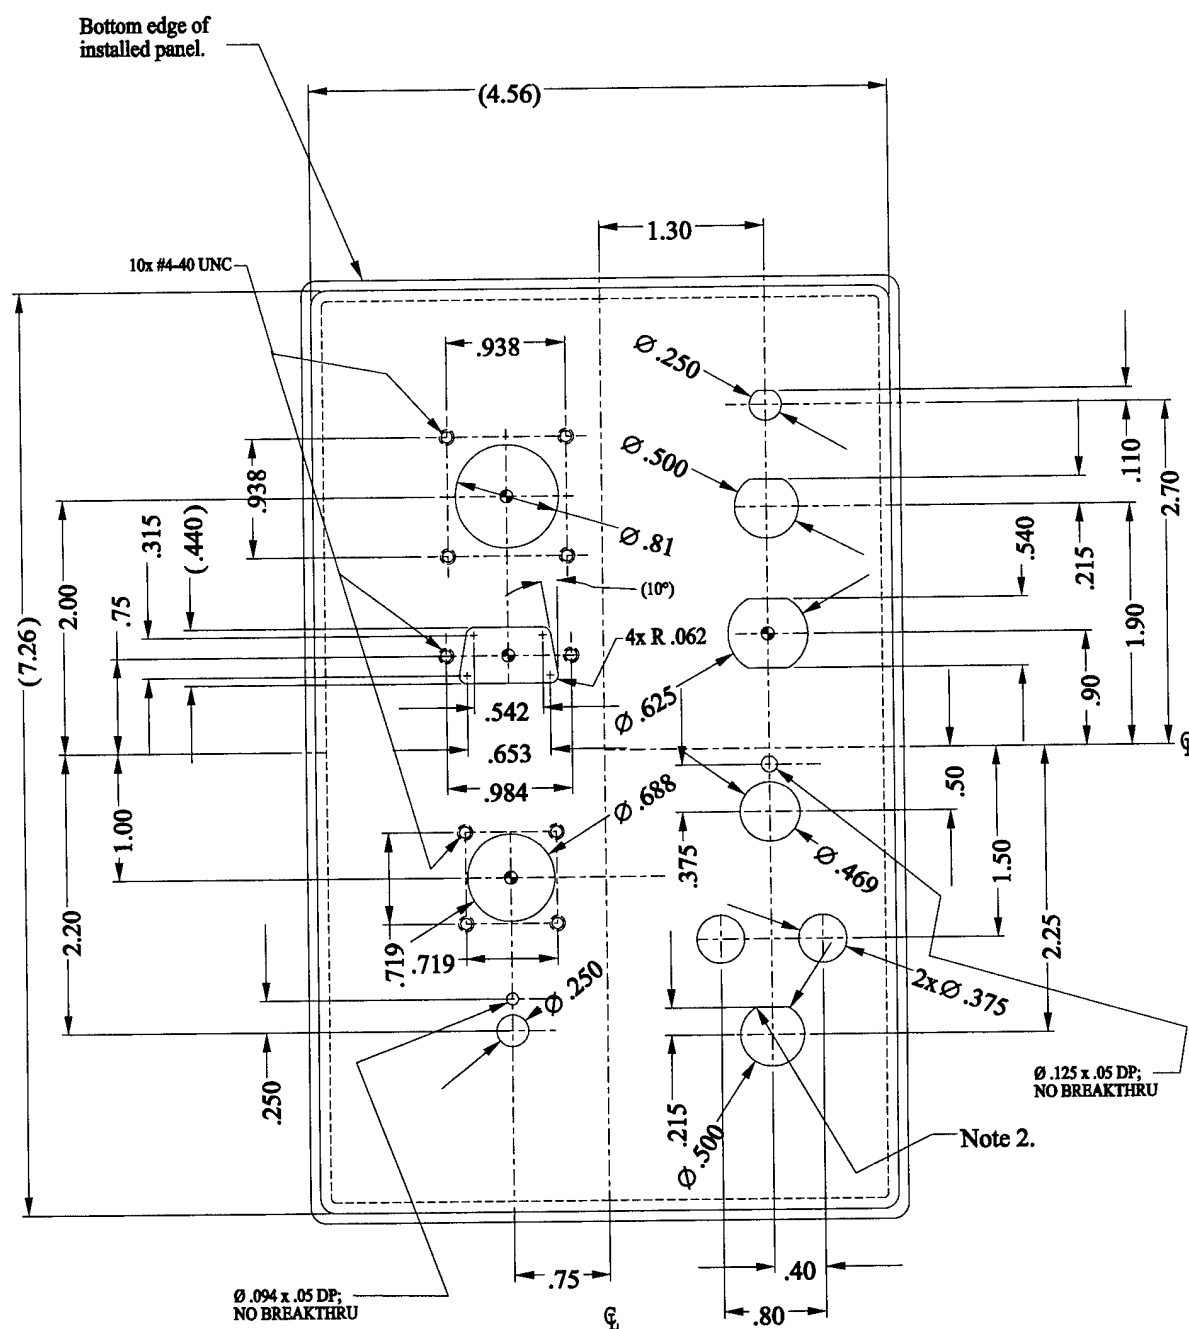 Bottom edge of
installed panel.
(4.56)
1.30
10x #4-40 UNC
.938
Ø .250
Ø .500
.938
Ø .81
.110
2.70
.540
.215
1.90
.90
(7.26)
2.00
.75
.315
(.440)
(10°)
4x R .062
Ø .625
.542
.653
.984
℄
Ø .688
.50
.375
Ø .469
1.50
2.25
1.00
2.20
.719
.719
Ø .250
2x Ø .375
.250
.215
Ø .500
Ø .125 x .05 DP;
NO BREAKTHRU
Note 2.
.75
.40
.80
Ø .094 x .05 DP;
NO BREAKTHRU
℄